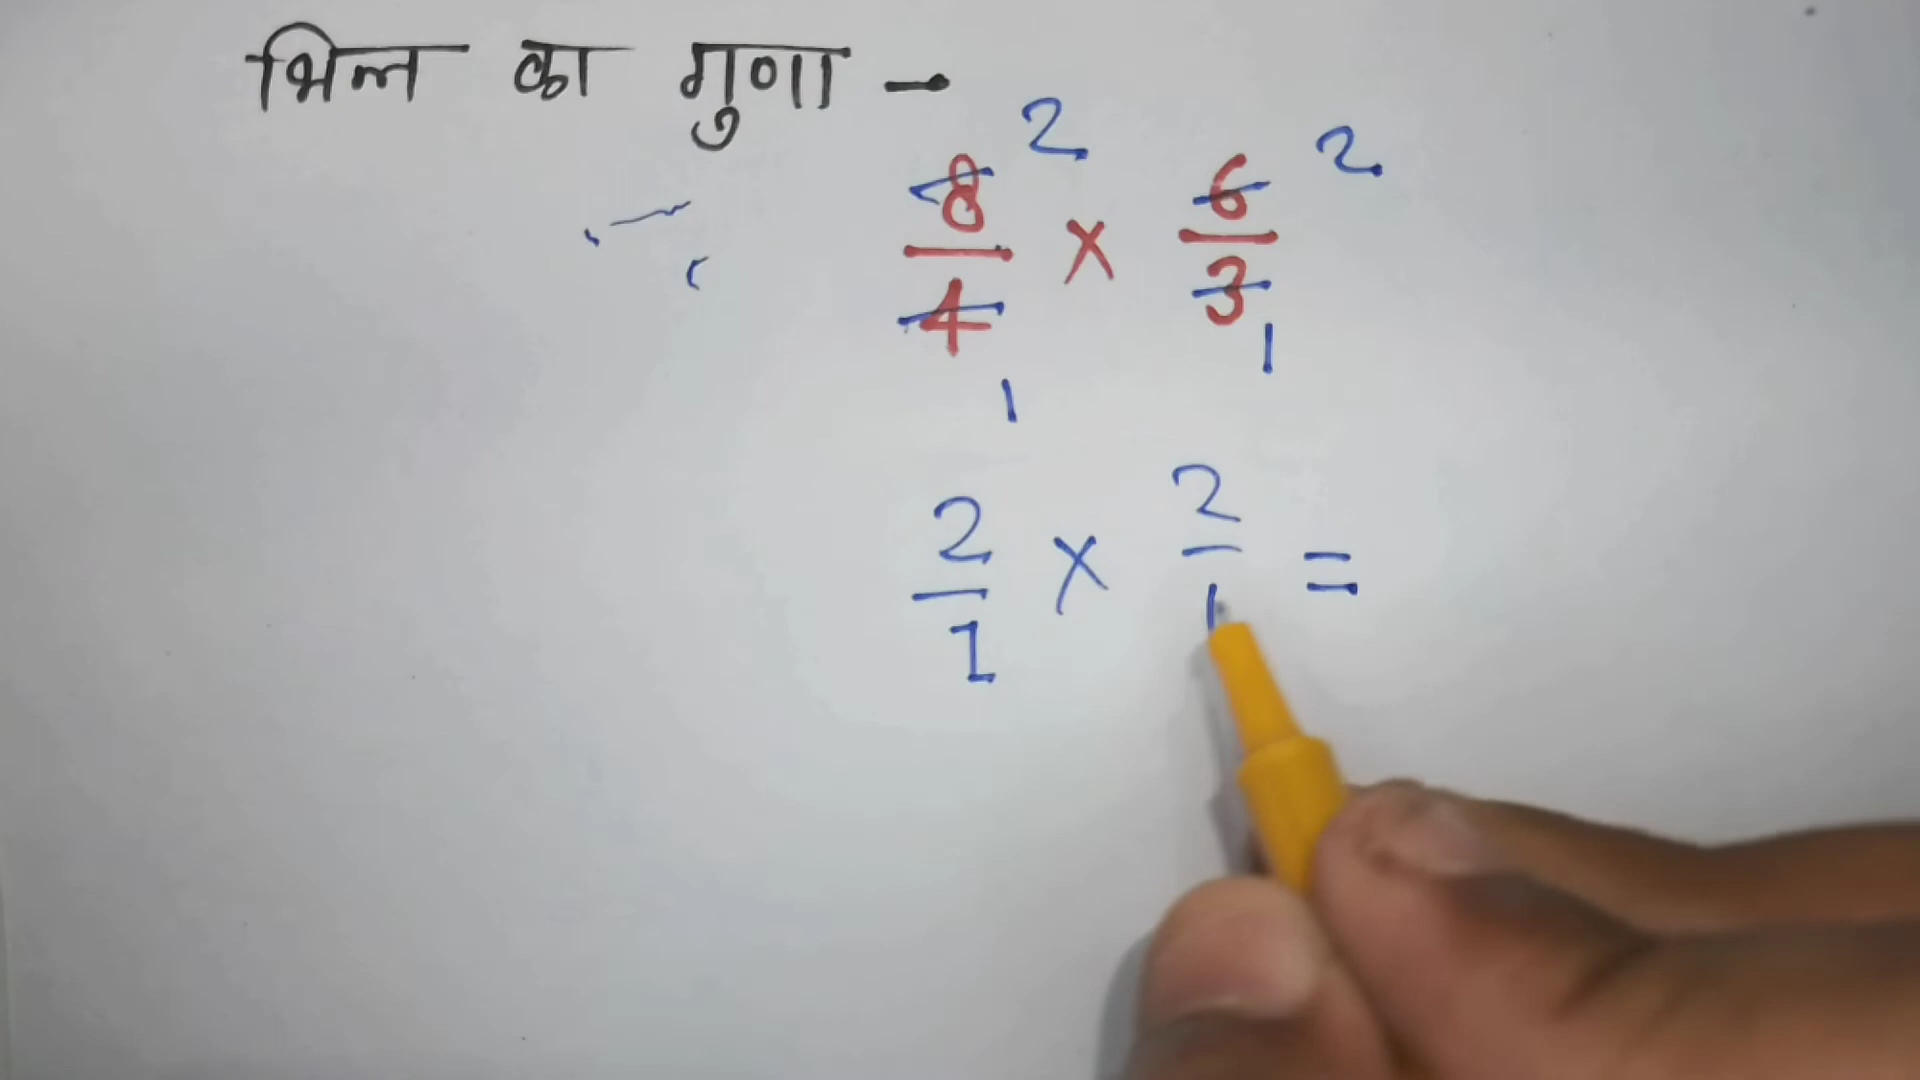 भिन्न का गुणा -
2 2
8/4 × 6/3
1 1
2/1 × 2/1 =